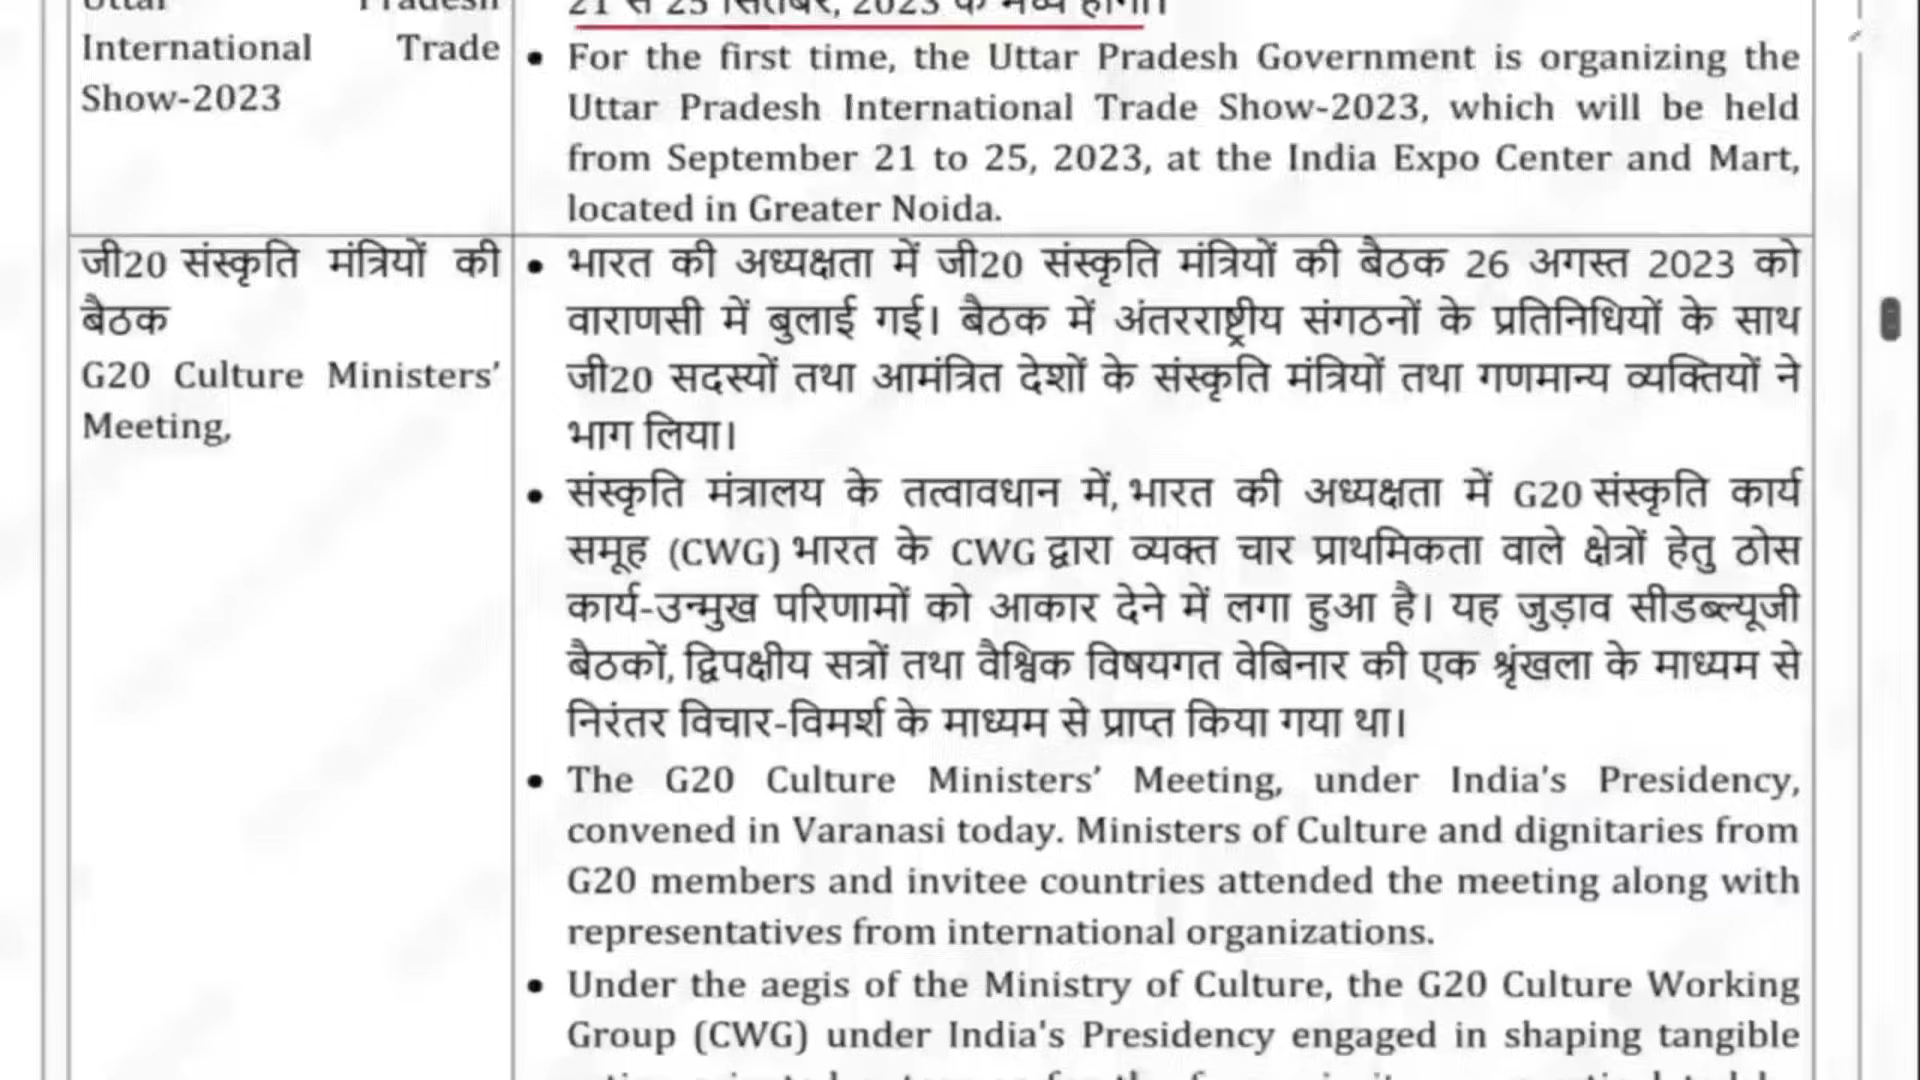 Uttar Pradesh
International Trade
Show-2023
21 से 25 सितंबर, 2023 के मध्य होगा।
For the first time, the Uttar Pradesh Government is organizing the
Uttar Pradesh International Trade Show-2023, which will be held
from September 21 to 25, 2023, at the India Expo Center and Mart,
located in Greater Noida.
जी20 संस्कृति मंत्रियों की
बैठक
G20 Culture Ministers’
Meeting,
भारत की अध्यक्षता में जी20 संस्कृति मंत्रियों की बैठक 26 अगस्त 2023 को
वाराणसी में बुलाई गई। बैठक में अंतरराष्ट्रीय संगठनों के प्रतिनिधियों के साथ
जी20 सदस्यों तथा आमंत्रित देशों के संस्कृति मंत्रियों तथा गणमान्य व्यक्तियों ने
भाग लिया।
संस्कृति मंत्रालय के तत्वावधान में, भारत की अध्यक्षता में G20 संस्कृति कार्य
समूह (CWG) भारत के CWG द्वारा व्यक्त चार प्राथमिकता वाले क्षेत्रों हेतु ठोस
कार्य-उन्मुख परिणामों को आकार देने में लगा हुआ है। यह जुड़ाव सीडब्ल्यूजी
बैठकों, द्विपक्षीय सत्रों तथा वैश्विक विषयगत वेबिनार की एक श्रृंखला के माध्यम से
निरंतर विचार-विमर्श के माध्यम से प्राप्त किया गया था।
The G20 Culture Ministers’ Meeting, under India's Presidency,
convened in Varanasi today. Ministers of Culture and dignitaries from
G20 members and invitee countries attended the meeting along with
representatives from international organizations.
Under the aegis of the Ministry of Culture, the G20 Culture Working
Group (CWG) under India's Presidency engaged in shaping tangible